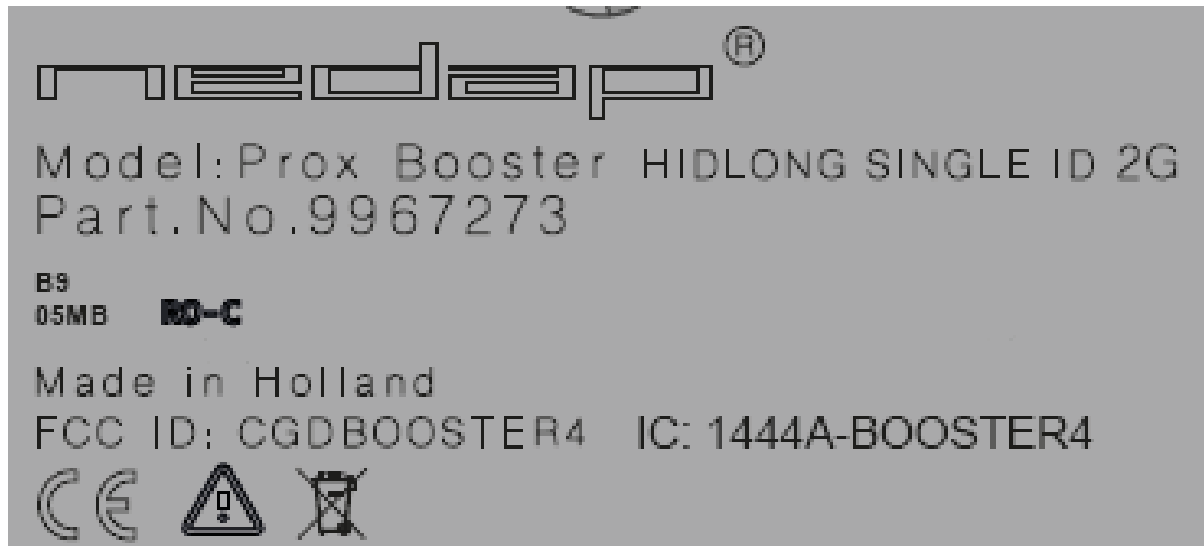 nedap®
Model:Prox Booster HIDLONG SINGLE ID 2G
Part.No.9967273
B9
05MB RO-C
Made in Holland
FCC ID: CGDBOOSTER4 IC: 1444A-BOOSTER4
CE